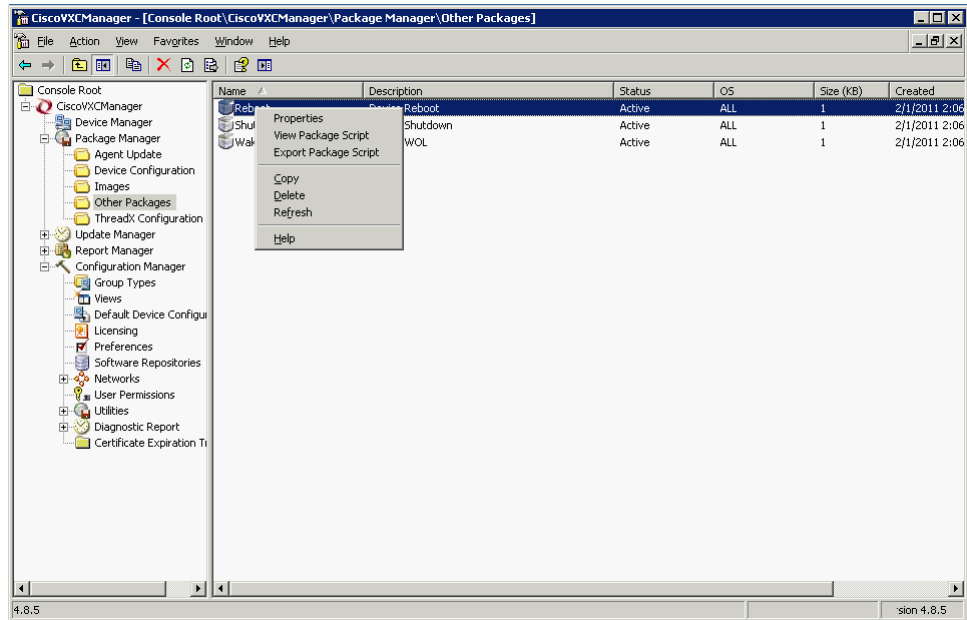 CiscoVXCManager - [Console Root\CiscoVXCManager\Package Manager\Other Packages]
File Action View Favorites Window Help
Console Root
CiscoVXCManager
Device Manager
Package Manager
Agent Update
Device Configuration
Images
Other Packages
ThreadX Configuration
Update Manager
Report Manager
Configuration Manager
Group Types
Views
Default Device Configu
Licensing
Preferences
Software Repositories
Networks
User Permissions
Utilities
Diagnostic Report
Certificate Expiration Tr
Name Description Status OS Size (KB) Created
Reboot Device Reboot Active ALL 1 2/1/2011 2:06
Shut Shutdown Active ALL 1 2/1/2011 2:06
Wak WOL Active ALL 1 2/1/2011 2:06
Properties
View Package Script
Export Package Script
Copy
Delete
Refresh
Help
4.8.5
sion 4.8.5